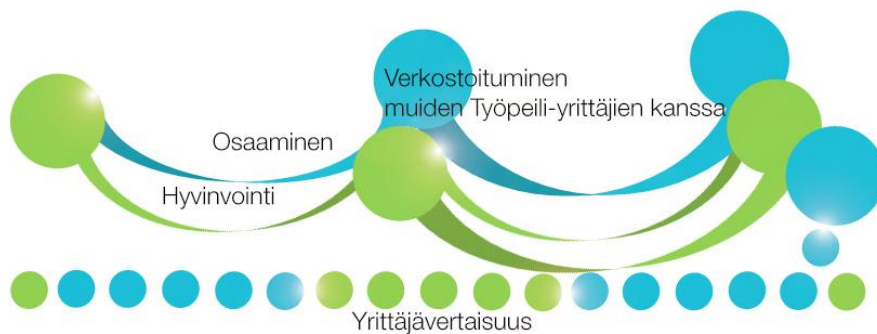 Verkostoituminen
muiden Työpeili-yrittäjien kanssa
Osaaminen
Hyvinvointi
Yrittäjävertaisuus